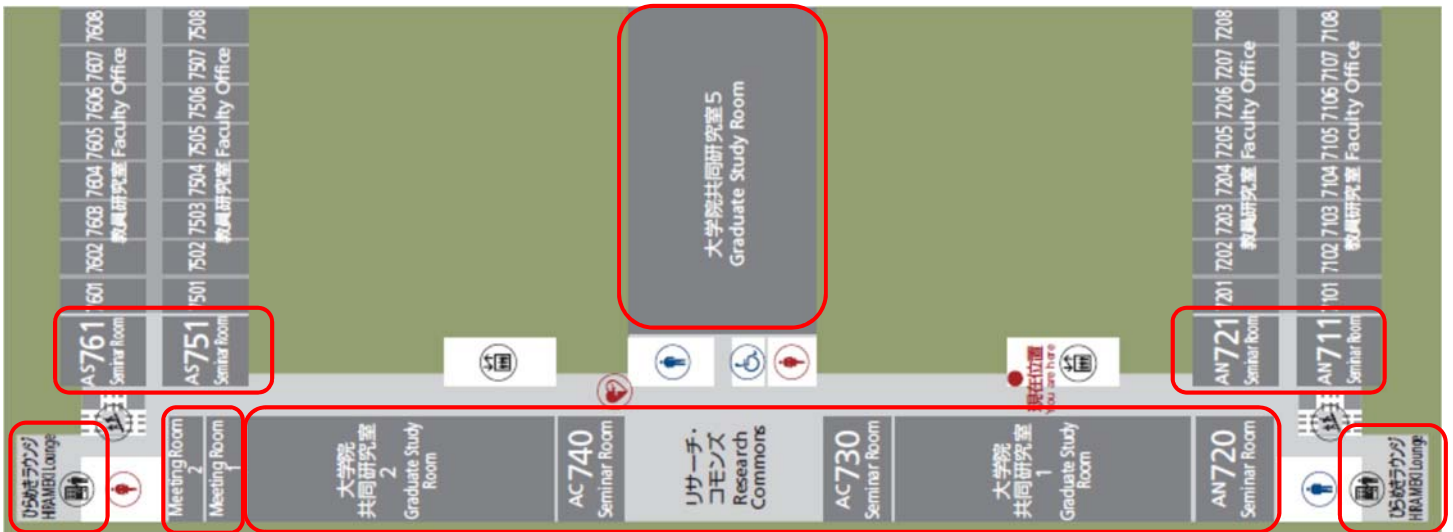 7608
7607
7606
7605
7604
7603
7602
7601
教員研究室 Faculty Office
AS761
Seminar Room
7508
7507
7506
7505
7504
7503
7502
7501
教員研究室 Faculty Office
AS751
Seminar Room
大学院共同研究室5
Graduate Study Room
7208
7207
7206
7205
7204
7203
7202
7201
教員研究室 Faculty Office
AN721
Seminar Room
7108
7107
7106
7105
7104
7103
7102
7101
教員研究室 Faculty Office
AN711
Seminar Room
現在位置
You are here
ひらめきラウンジ
HIRAMEKI Lounge
Meeting Room
2
Meeting Room
1
大学院
共同研究室
2
Graduate Study
Room
AC740
Seminar Room
リサーチ・
コモンズ
Research
Commons
AC730
Seminar Room
大学院
共同研究室
1
Graduate Study
Room
AN720
Seminar Room
ひらめきラウンジ
HIRAMEKI Lounge